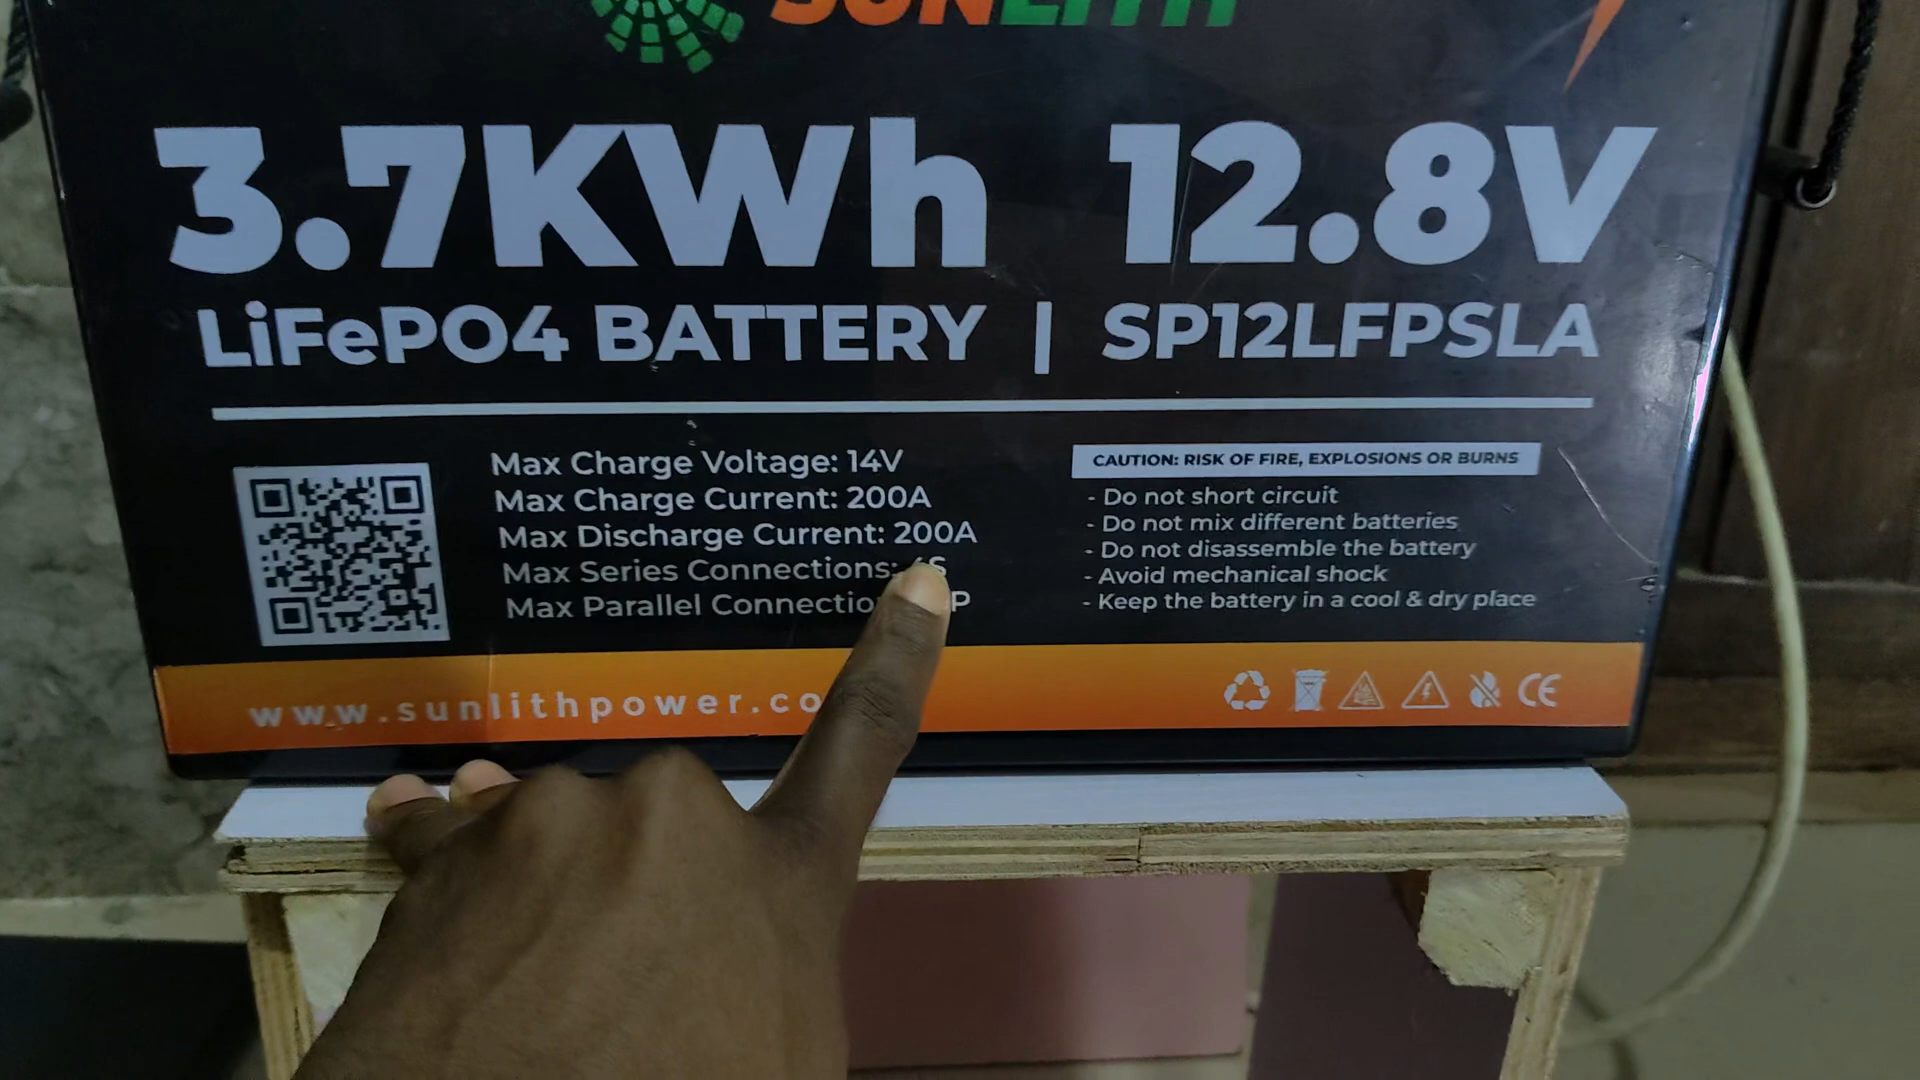 SUNLITH
3.7KWh 12.8V
LiFePO4 BATTERY | SP12LFPSLA
Max Charge Voltage: 14V
Max Charge Current: 200A
Max Discharge Current: 200A
Max Series Connections: 4S
Max Parallel
CAUTION: RISK OF FIRE, EXPLOSIONS OR BURNS
- Do not short circuit
- Do not mix different batteries
- Do not disassemble the battery
- Avoid mechanical shock
- Keep the battery in a cool & dry place
www.sunlithpower.co
CE